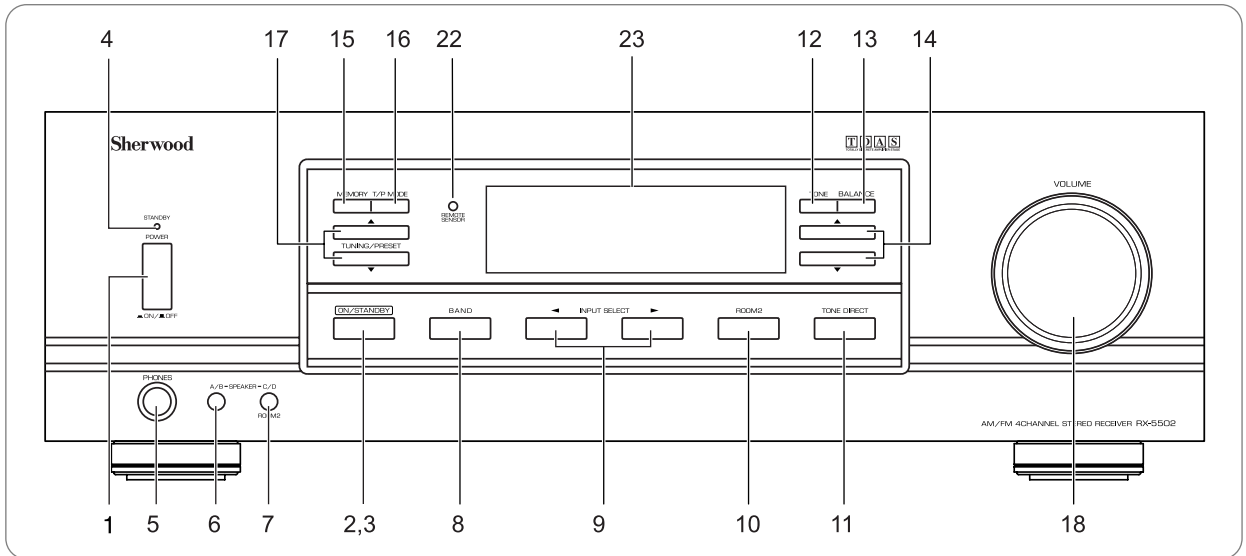 4 17 15 16 22 23 12 13 14
Sherwood
TDAS
VOLUME
MEMORY T/P MODE
TONE BALANCE
REMOTE
SENSOR
STANDBY
POWER
TUNING/PRESET
ON/OFF
ON/STANDBY BAND INPUT SELECT ROOM2 TONE DIRECT
PHONES
A/B-SPEAKER-C/D
ROOM2
AM/FM 4CHANNEL STEREO RECEIVER RX-5502
1 5 6 7 2,3 8 9 10 11 18